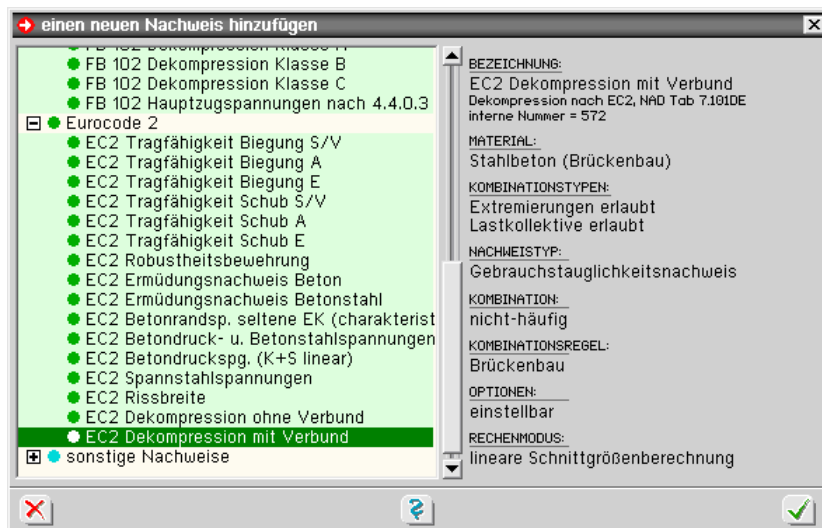 einen neuen Nachweis hinzufügen
FB 102 Dekompression Klasse A
FB 102 Dekompression Klasse B
FB 102 Dekompression Klasse C
FB 102 Hauptzugspannungen nach 4.4.0.3
Eurocode 2
EC2 Tragfähigkeit Biegung S/V
EC2 Tragfähigkeit Biegung A
EC2 Tragfähigkeit Biegung E
EC2 Tragfähigkeit Schub S/V
EC2 Tragfähigkeit Schub A
EC2 Tragfähigkeit Schub E
EC2 Robustheitsbewehrung
EC2 Ermüdungsnachweis Beton
EC2 Ermüdungsnachweis Betonstahl
EC2 Betonrandsp. seltene EK (charakterist
EC2 Betondruck- u. Betonstahlspannungen
EC2 Betondruckspg. (K+S linear)
EC2 Spannstahlspannungen
EC2 Rissbreite
EC2 Dekompression ohne Verbund
EC2 Dekompression mit Verbund
sonstige Nachweise
BEZEICHNUNG:
EC2 Dekompression mit Verbund
Dekompression nach EC2, NAD Tab 7.101DE
interne Nummer = 572
MATERIAL:
Stahlbeton (Brückenbau)
KOMBINATIONSTYPEN:
Extremierungen erlaubt
Lastkollektive erlaubt
NACHWEISTYP:
Gebrauchstauglichkeitsnachweis
KOMBINATION:
nicht-häufig
KOMBINATIONSREGEL:
Brückenbau
OPTIONEN:
einstellbar
RECHENMODUS:
lineare Schnittgrößenberechnung